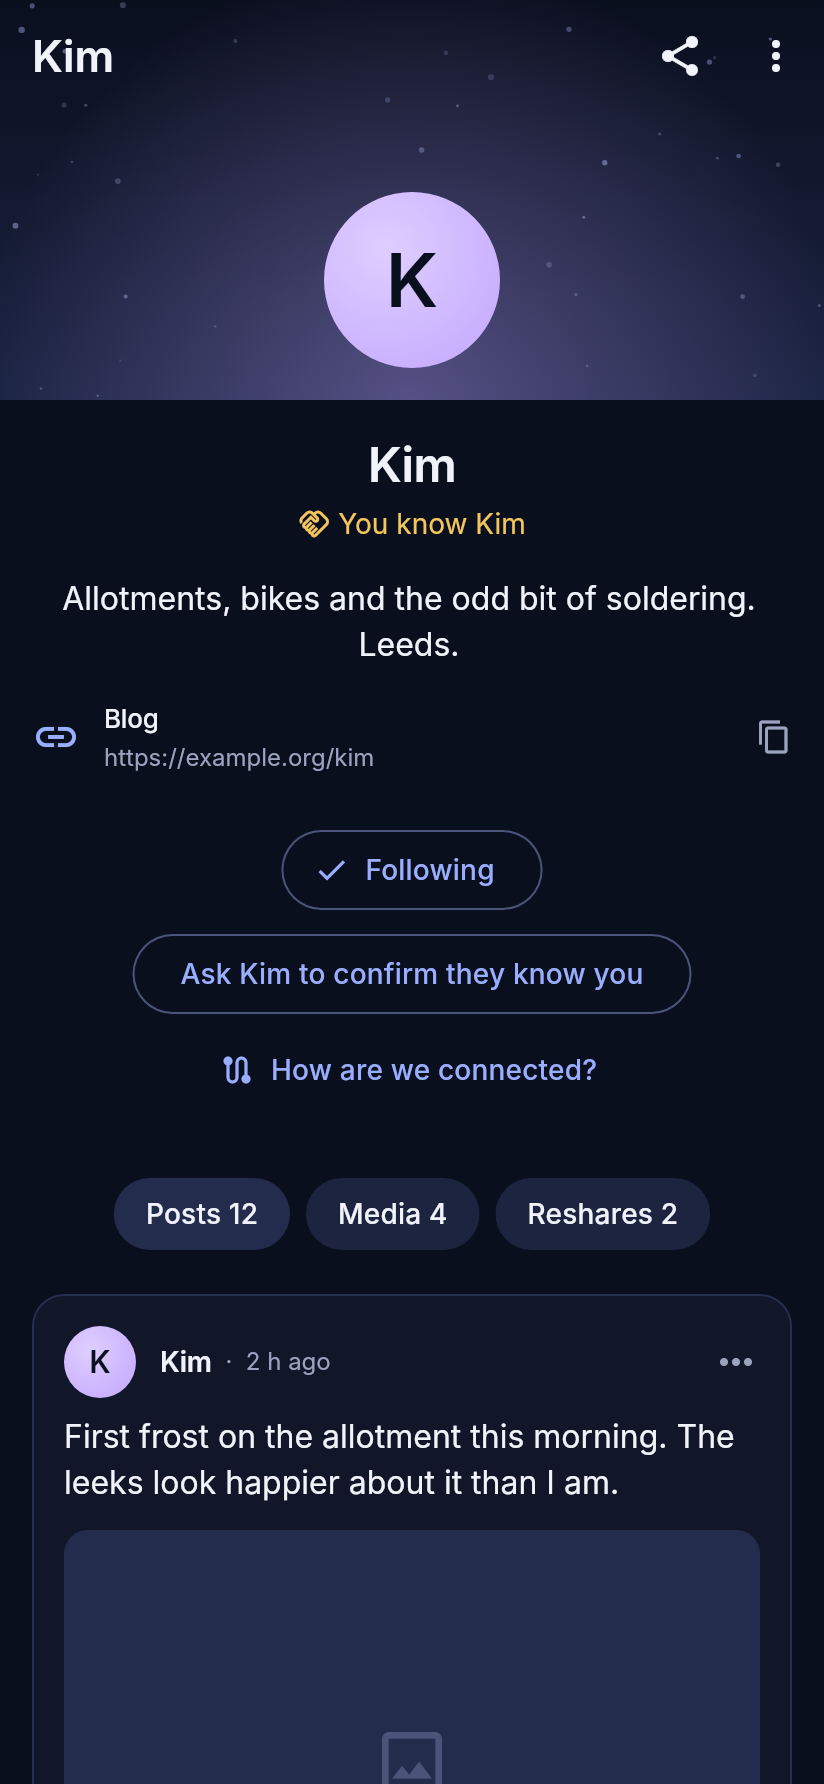 Kim
K
Kim
You know Kim
Allotments, bikes and the odd bit of soldering.
Leeds.
Blog
https://example.org/kim
Following
Ask Kim to confirm they know you
How are we connected?
Posts 12
Media 4
Reshares 2
K
Kim · 2 h ago
First frost on the allotment this morning. The
leeks look happier about it than I am.